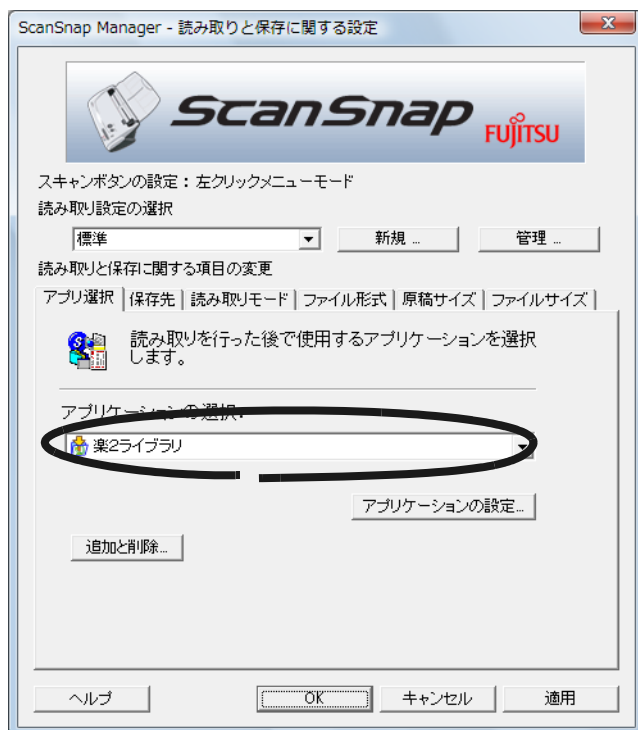 ScanSnap Manager - 読み取りと保存に関する設定
ScanSnap
FUJITSU
スキャンボタンの設定：左クリックメニューモード
読み取り設定の選択
標準 新規 ... 管理 ...
読み取りと保存に関する項目の変更
アプリ選択 保存先 読み取りモード ファイル形式 原稿サイズ ファイルサイズ
読み取りを行った後で使用するアプリケーションを選択
します。
アプリケーションの選択:
楽2ライブラリ
アプリケーションの設定...
追加と削除...
ヘルプ OK キャンセル 適用